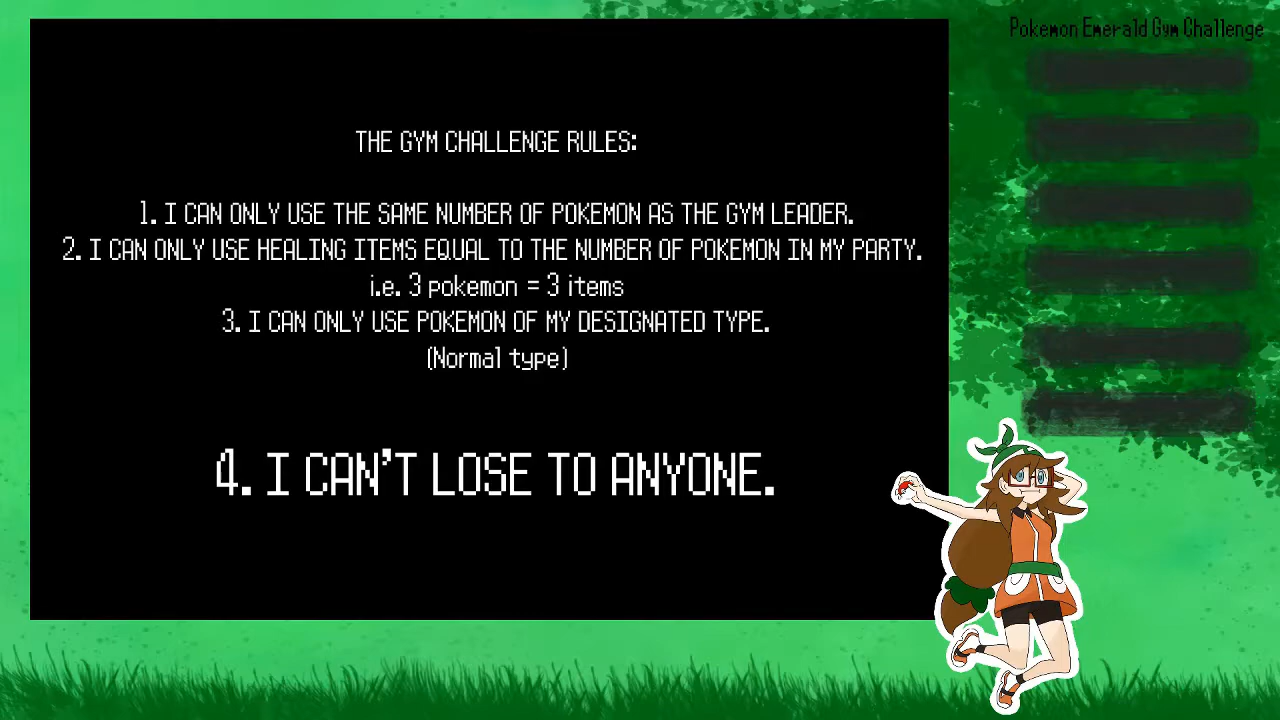 Pokemon Emerald Gym Challenge
THE GYM CHALLENGE RULES:
1. I CAN ONLY USE THE SAME NUMBER OF POKEMON AS THE GYM LEADER.
2. I CAN ONLY USE HEALING ITEMS EQUAL TO THE NUMBER OF POKEMON IN MY PARTY.
i.e. 3 pokemon = 3 items
3. I CAN ONLY USE POKEMON OF MY DESIGNATED TYPE.
(Normal type)
4. I CAN'T LOSE TO ANYONE.